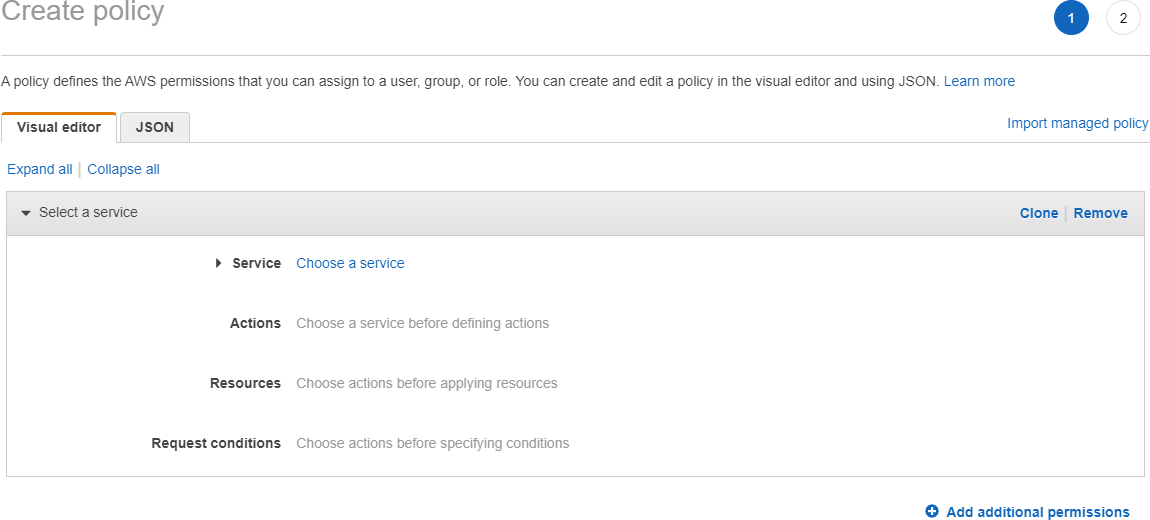 Create policy
1 2
A policy defines the AWS permissions that you can assign to a user, group, or role. You can create and edit a policy in the visual editor and using JSON. Learn more
Visual editor JSON
Import managed policy
Expand all Collapse all
Select a service Clone Remove
Service Choose a service
Actions Choose a service before defining actions
Resources Choose actions before applying resources
Request conditions Choose actions before specifying conditions
Add additional permissions